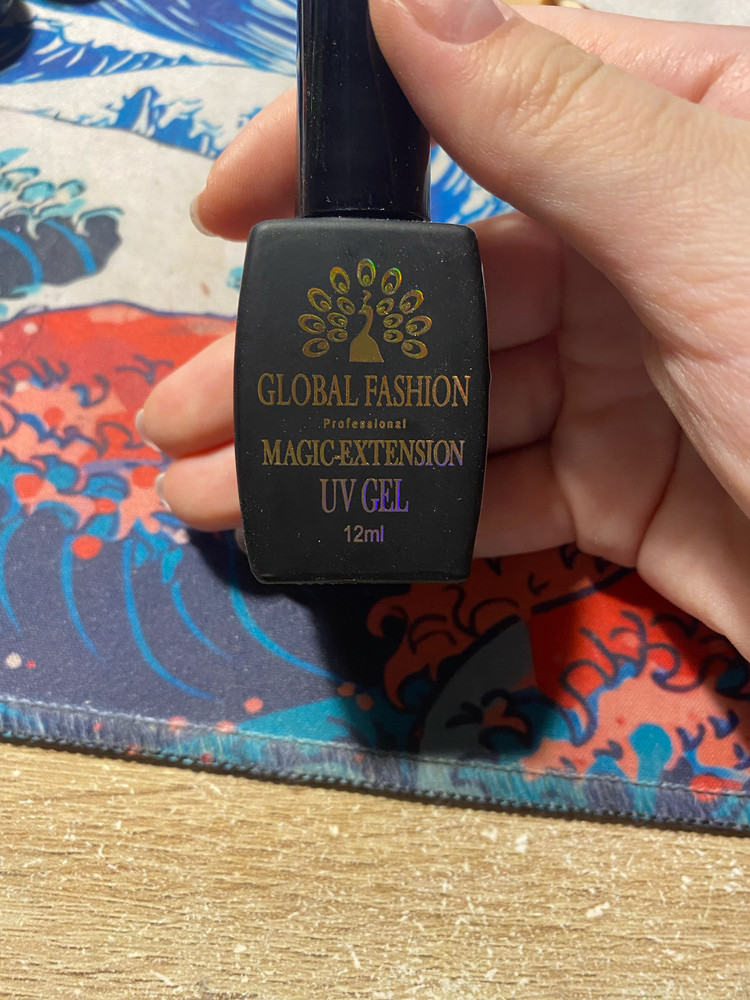 GLOBAL FASHION
Professional
MAGIC-EXTENSION
UV GEL
12ml